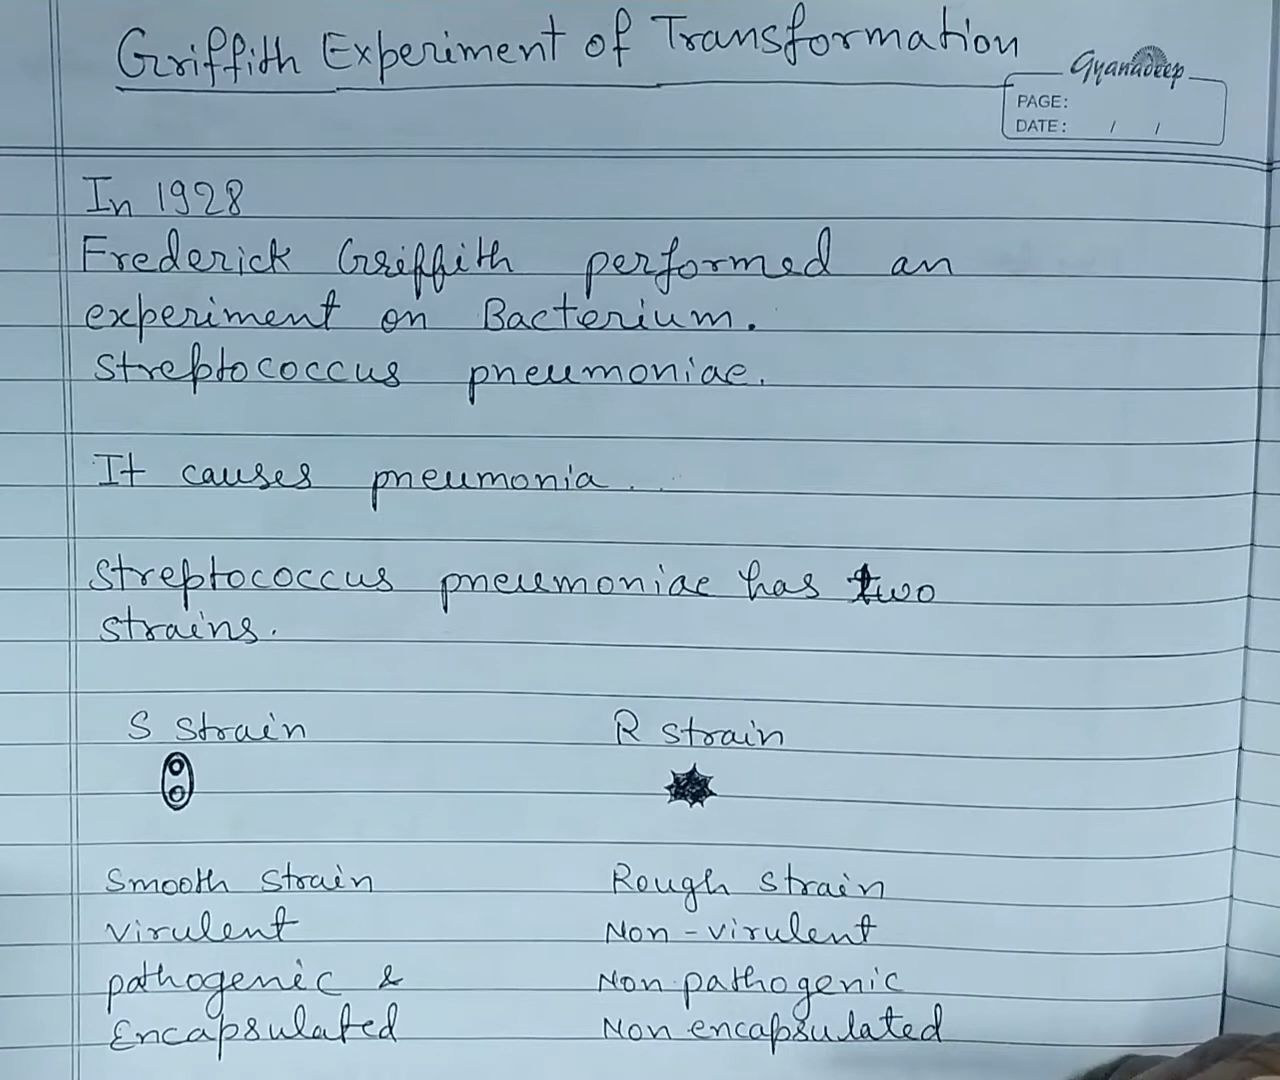 Griffith Experiment of Transformation
Gyanadeep
PAGE:
DATE: / /
In 1928
Frederick Griffith performed an
experiment on Bacterium.
Streptococcus pneumoniae.
It causes pneumonia.
Streptococcus pneumoniae has two
strains.
S strain R strain
Smooth strain Rough strain
virulent Non-virulent
pathogenic & Non pathogenic
Encapsulated Non encapsulated